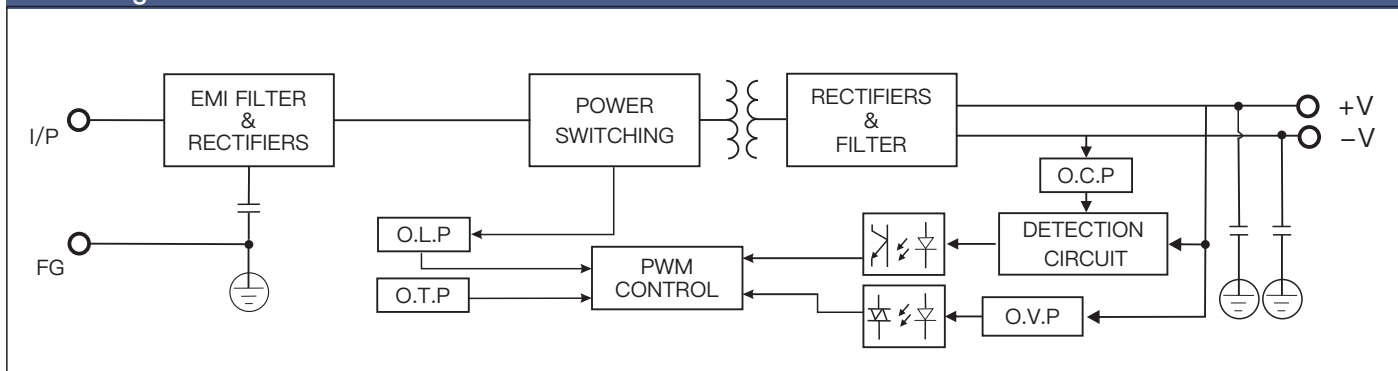 EMI FILTER
&
RECTIFIERS
POWER
SWITCHING
RECTIFIERS
&
FILTER
+V
−V
I/P
O.C.P
O.L.P
DETECTION
CIRCUIT
FG
PWM
CONTROL
O.T.P
O.V.P